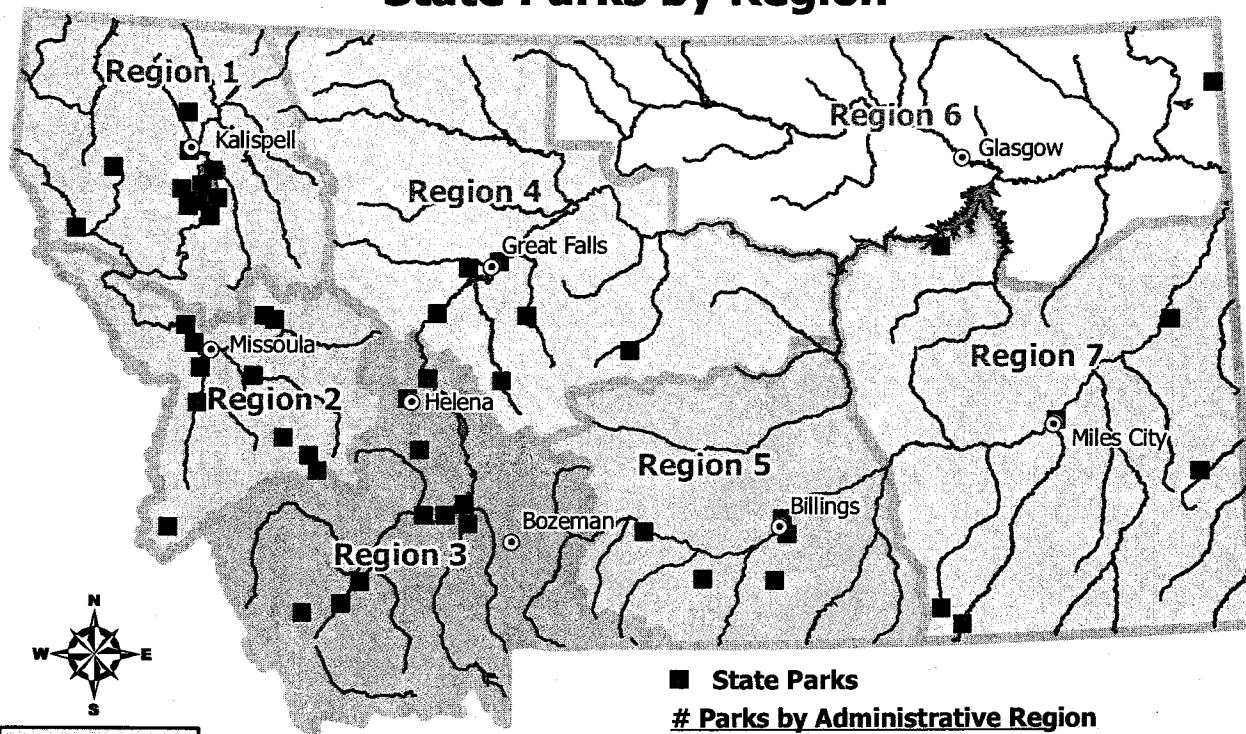 State Parks by Region
Region 1
Kalispell
Region 6
Glasgow
Region 4
Great Falls
Missoula
Region 2
Helena
Region 7
Miles City
Region 5
Billings
Bozeman
Region 3
N
W E
S
State Parks
# Parks by Administrative Region